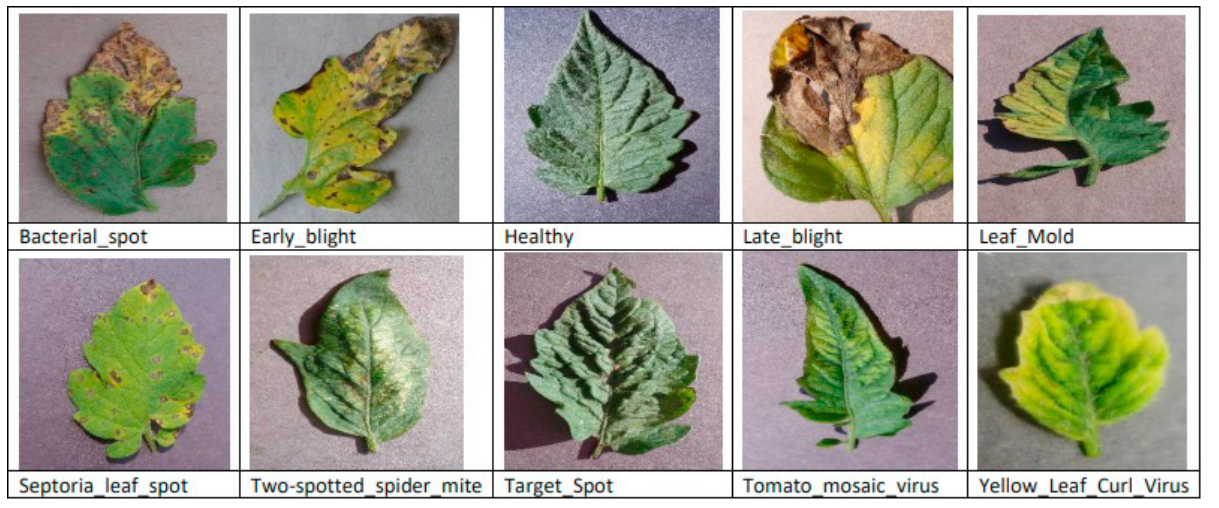 Bacterial_spot
Early_blight
Healthy
Late_blight
Leaf_Mold
Septoria_leaf_spot
Two-spotted_spider_mite
Target_Spot
Tomato_mosaic_virus
Yellow_Leaf_Curl_Virus